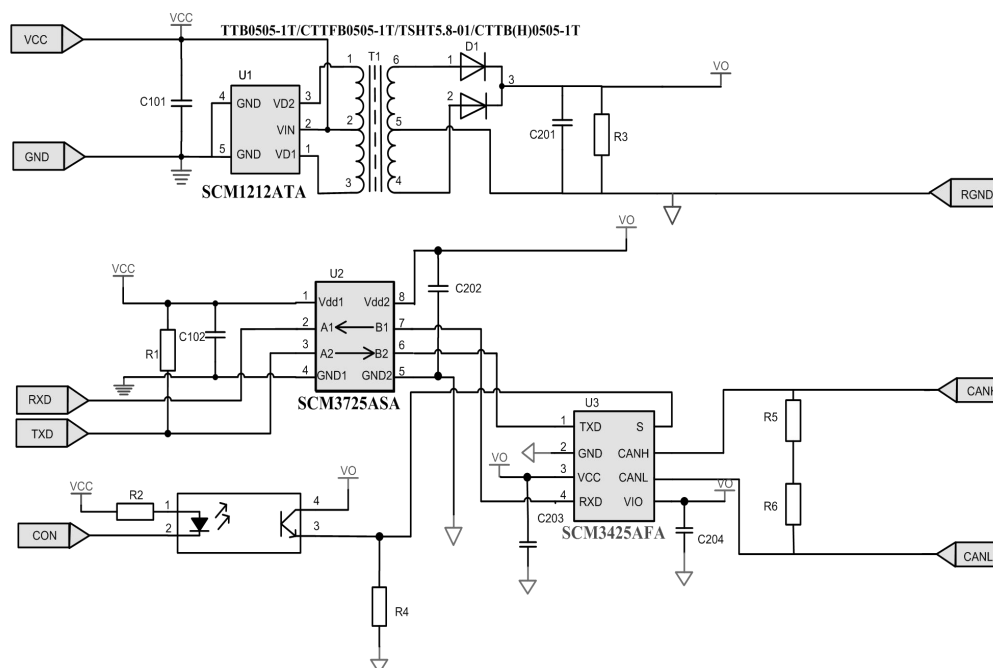 VCC
TTB0505-1T/CTTFB0505-1T/TSHT5.8-01/CTTB(H)0505-1T
VCC
T1
D1
1
6
1
3
VO
U1
2
4
GND
VD2
3
C101
VIN
2
2
5
C201
R3
GND
5
GND
VD1
1
3
4
SCM1212ATA
RGND
VO
U2
VCC
C202
1
Vdd1
Vdd2
8
2
A1
B1
7
C102
R1
3
A2
B2
6
4
GND1
GND2
5
RXD
SCM3725ASA
CANH
TXD
U3
R5
1
TXD
S
2
GND
CANH
VO
3
VCC
CANL
VCC
R2
VO
4
RXD
VIO
VO
R6
1
4
C203
CON
2
3
SCM3425AFA
C204
CANL
R4